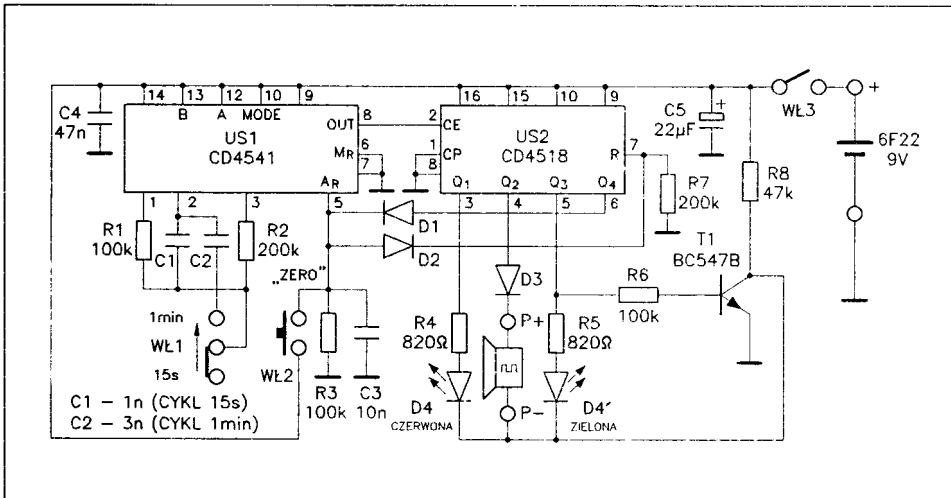 14
13
12
10
9
B
A
MODE
C4
47n
US1
CD4541
OUT
8
MR
6
7
AR
1
2
3
5
R1
100k
C1
C2
R2
200k
„ZERO"
1min
WŁ1
15s
WŁ2
R3
100k
C3
10n
C1 – 1n (CYKL 15s)
C2 – 3n (CYKL 1min)
D1
D2
16
15
10
9
2
CE
US2
CD4518
1
CP
8
R
7
Q1
Q2
Q3
Q4
3
4
5
6
R7
200k
C5
22µF
+
WŁ3
+
6F22
9V
R8
47k
T1
BC547B
D3
R6
100k
R4
820Ω
P+
R5
820Ω
P–
D4
CZERWONA
D4'
ZIELONA